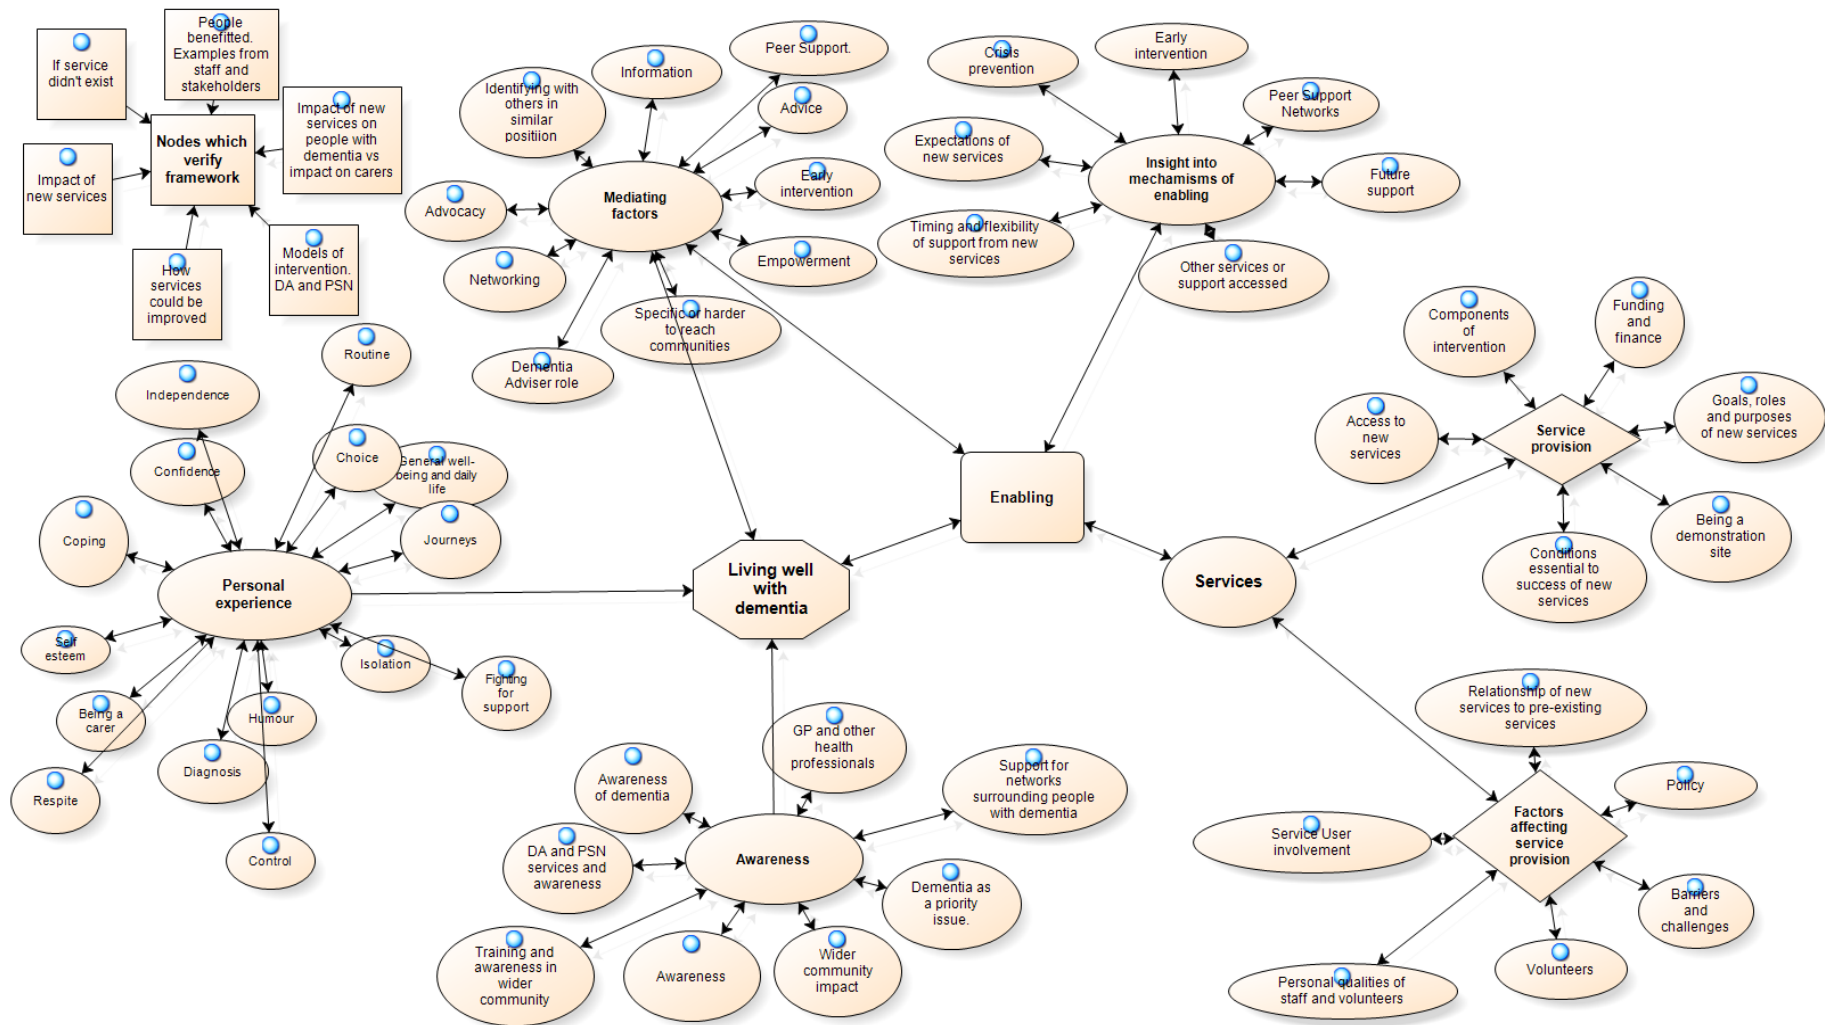 If service
didn't exist
People
benefitted.
Examples from
staff and
stakeholders
Impact of new
services on
people with
dementia vs
impact on carers
Nodes which
verify
framework
Impact of
new services
How
services
could be
improved
Models of
intervention.
DA and PSN
Identifying with
others in
similar
positiion
Information
Peer Support.
Advice
Early
intervention
Mediating
factors
Advocacy
Networking
Empowerment
Specific or harder
to reach
communities
Dementia
Adviser role
Crisis
prevention
Early
intervention
Peer Support
Networks
Expectations of
new services
Insight into
mechamisms of
enabling
Future
support
Timing and flexibility
of support from new
services
Other services or
support accessed
Components
of
intervention
Funding
and
finance
Access to
new
services
Service
provision
Goals, roles
and purposes
of new services
Being a
demonstration
site
Conditions
essential to
success of new
services
Routine
Independence
Confidence
Choice
General well-
being and daily
life
Coping
Journeys
Personal
experience
Self
esteem
Isolation
Fighting
for
support
Being a
carer
Humour
Diagnosis
Respite
Control
Living well
with
dementia
Enabling
Services
Awareness
of dementia
GP and other
health
professionals
Support for
networks
surrounding people
with dementia
DA and PSN
services and
awareness
Awareness
Dementia as
a priority
issue.
Training and
awareness in
wider
community
Awareness
Wider
community
impact
Relationship of new
services to pre-existing
services
Policy
Service User
involvement
Factors
affecting
service
provision
Barriers
and
challenges
Volunteers
Personal qualities of
staff and volunteers